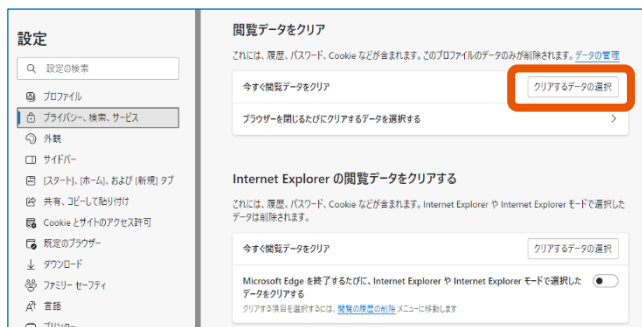 設定
設定の検索
プロファイル
プライバシー、検索、サービス
外観
サイドバー
[スタート]、[ホーム]、および [新規] タブ
共有、コピーして貼り付け
Cookie とサイトのアクセス許可
既定のブラウザー
ダウンロード
ファミリー セーフティ
言語
プリンター
閲覧データをクリア
これには、履歴、パスワード、Cookie などが含まれます。このプロファイルのデータのみが削除されます。データの管理
今すぐ閲覧データをクリア
クリアするデータの選択
ブラウザーを閉じるたびにクリアするデータを選択する
Internet Explorer の閲覧データをクリアする
これには、履歴、パスワード、Cookie などが含まれます。Internet Explorer や Internet Explorer モードで選択した
データは削除されます。
今すぐ閲覧データをクリア
クリアするデータの選択
Microsoft Edge を終了するたびに、Internet Explorer や Internet Explorer モードで選択した
データをクリアする
クリアする項目を選択するには、閲覧の履歴の削除 メニューに移動します